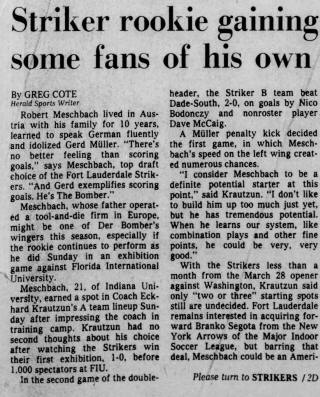 Striker rookie gaining
some fans of his own
By GREG COTE
Herald Sports Writer
Robert Meschbach lived in Aus-
tria with his family for 10 years,
learned to speak German fluently
and idolized Gerd Müller. "There's
no better feeling than scoring
goals," says Meschbach, top draft
choice of the Fort Lauderdale Strik-
ers. "And Gerd exemplifies scoring
goals. He's The Bomber."
Meschbach, whose father operat-
ed a tool-and-die firm in Europe,
might be one of Der Bomber's
wingers this season, especially if
the rookie continues to perform as
he did Sunday in an exhibition
game against Florida International
University.
Meschbach, 21, of Indiana Uni-
versity, earned a spot in Coach Eck-
hard Krautzun's A team lineup Sun-
day after impressing the coach in
training camp. Krautzun had no
second thoughts about his choice
after watching the Strikers win
their first exhibition, 1-0, before
1,000 spectators at FIU.
In the second game of the double-
header, the Striker B team beat
Dade-South, 2-0, on goals by Nico
Bodonczy and nonroster player
Dave McCaig.
A Müller penalty kick decided
the first game, in which Mesch-
bach's speed on the left wing creat-
ed numerous chances.
"I consider Meschbach to be a
definite potential starter at this
point," said Krautzun. "I don't like
to build him up too much just yet,
but he has tremendous potential.
When he learns our system, like
combination plays and other fine
points, he could be very, very
good."
With the Strikers less than a
month from the March 28 opener
against Washington, Krautzun said
only "two or three" starting spots
still are undecided. Fort Lauderdale
remains interested in acquiring for-
ward Branko Segota from the New
York Arrows of the Major Indoor
Soccer League, but barring that
deal, Meschbach could be an Ameri-
Please turn to STRIKERS / 2D